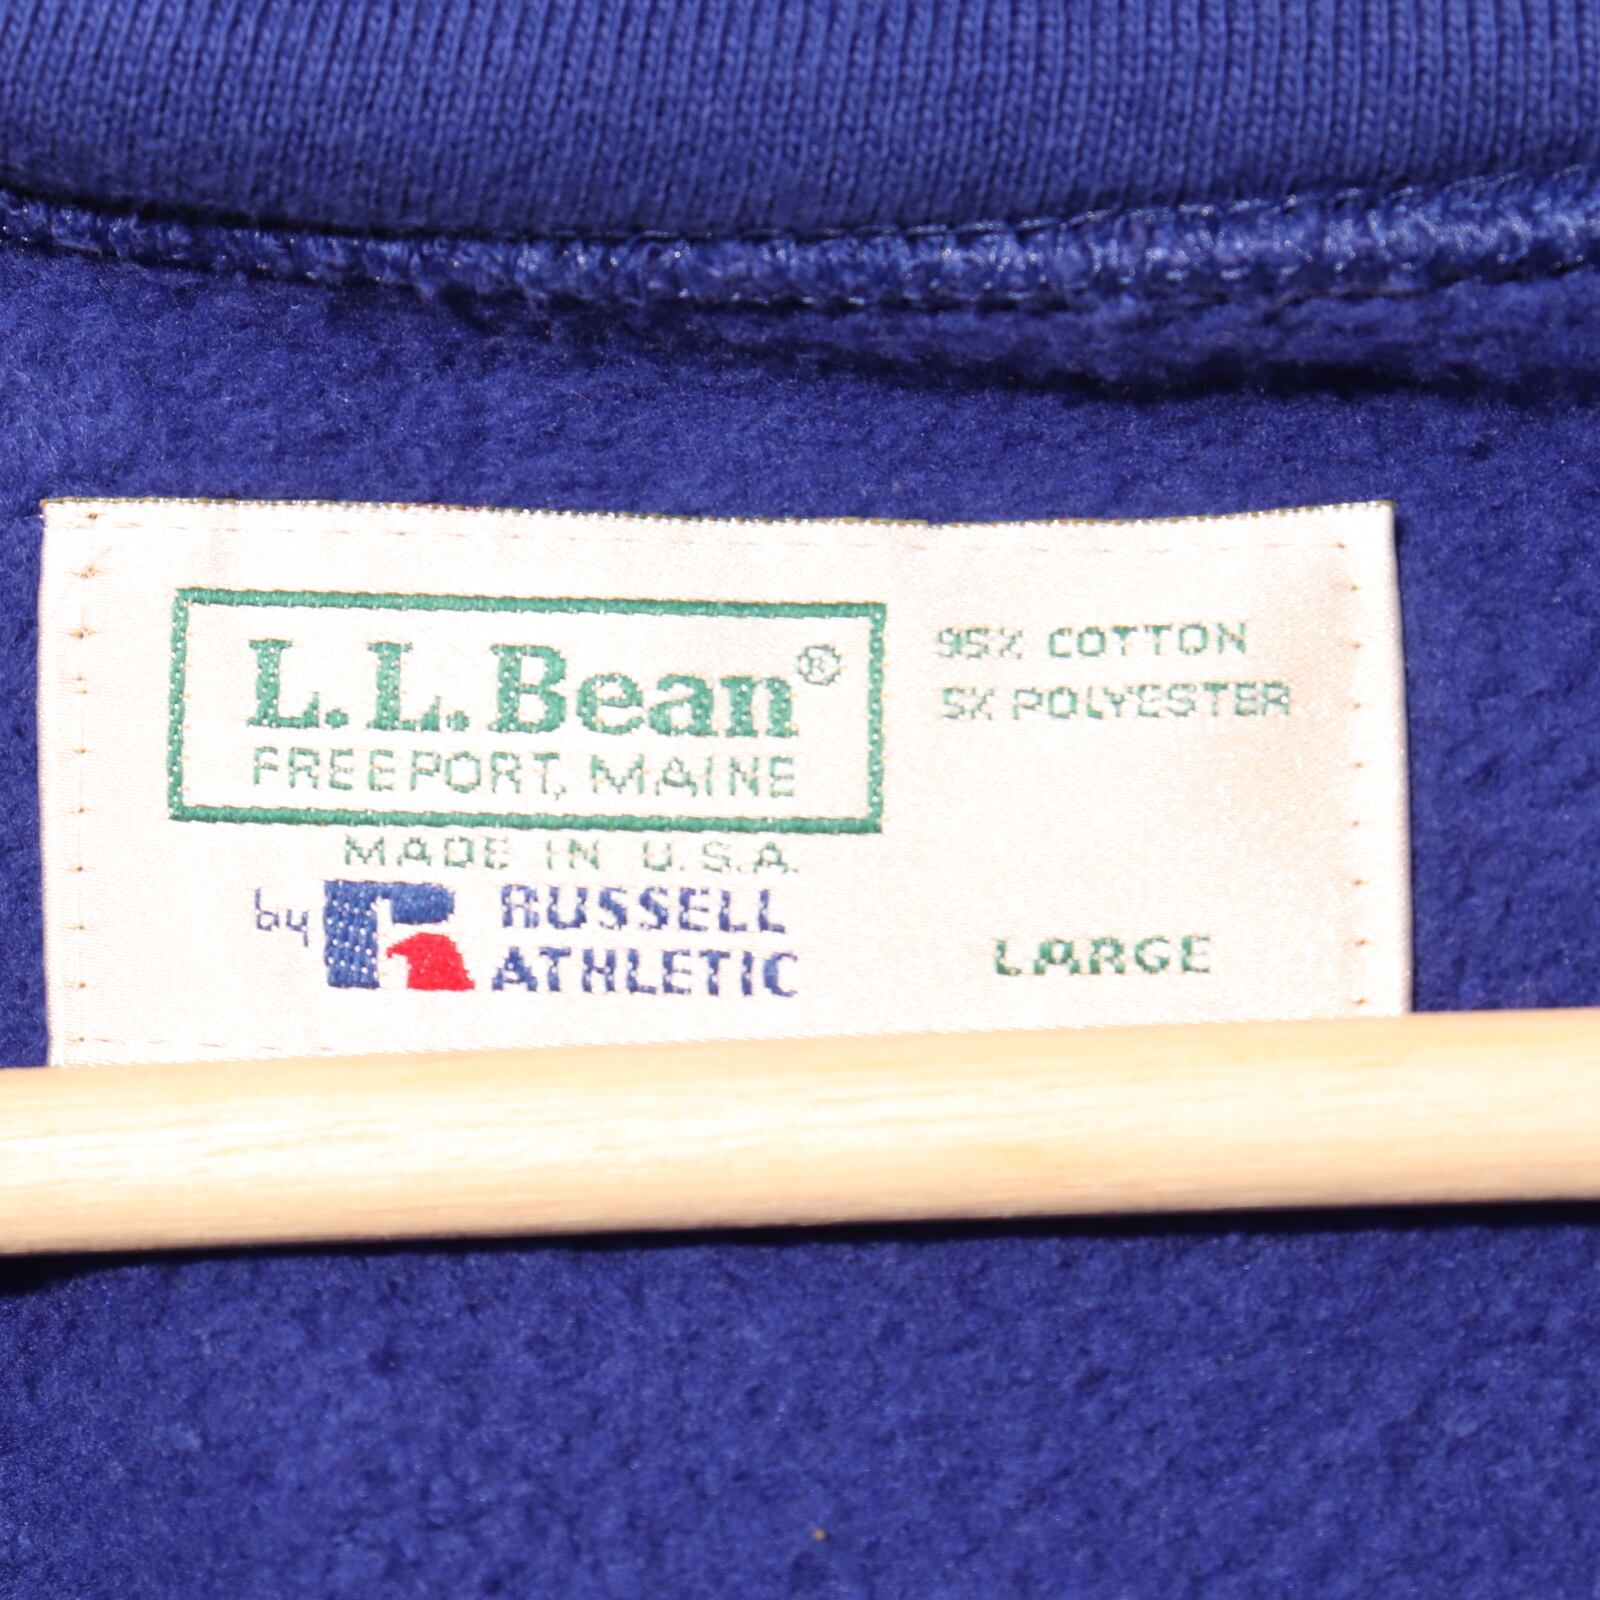 L.L.Bean®
FREEPORT, MAINE
MADE IN U.S.A.
by RUSSELL
ATHLETIC
95% COTTON
5% POLYESTER
LARGE